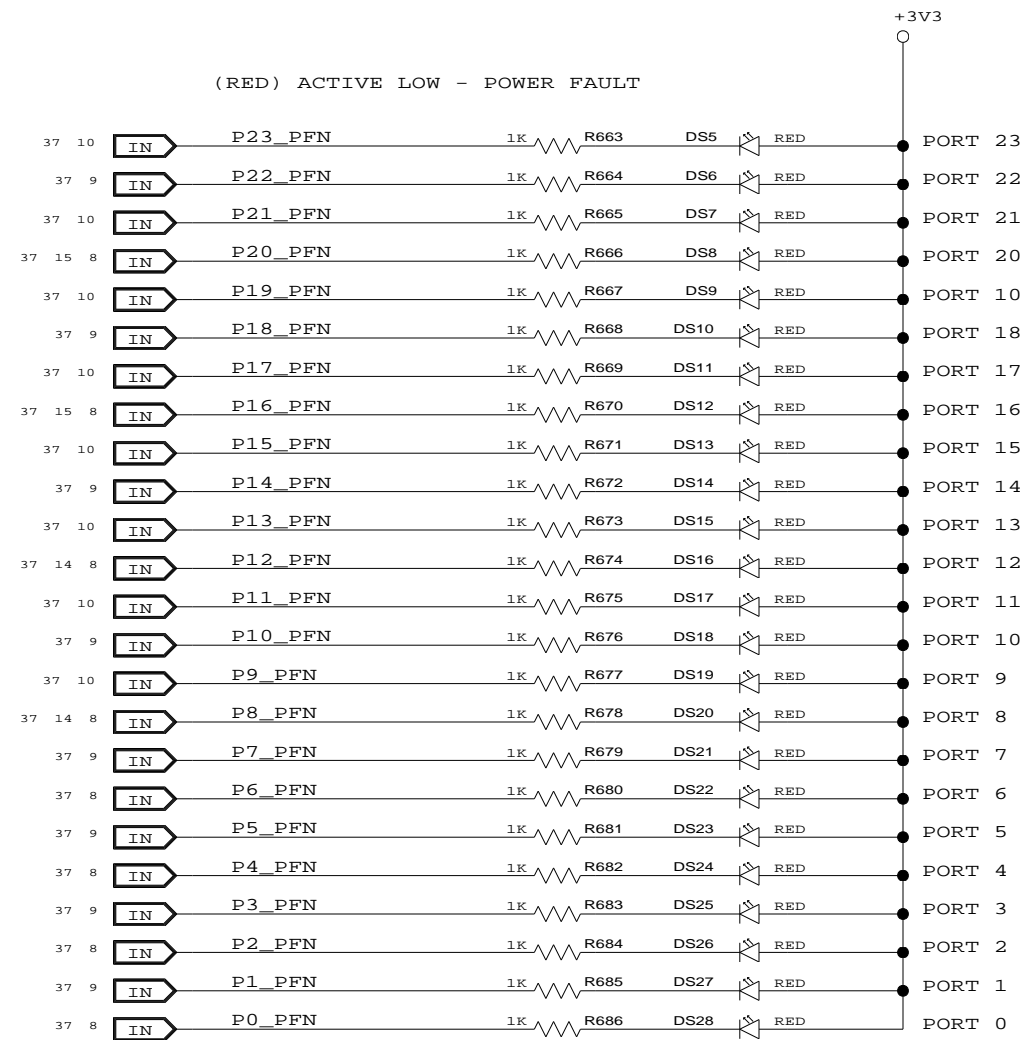 +3V3
(RED) ACTIVE LOW - POWER FAULT
37 10 IN P23_PFN 1K R663 DS5 RED PORT 23
37 9 IN P22_PFN 1K R664 DS6 RED PORT 22
37 10 IN P21_PFN 1K R665 DS7 RED PORT 21
37 15 8 IN P20_PFN 1K R666 DS8 RED PORT 20
37 10 IN P19_PFN 1K R667 DS9 RED PORT 10
37 9 IN P18_PFN 1K R668 DS10 RED PORT 18
37 10 IN P17_PFN 1K R669 DS11 RED PORT 17
37 15 8 IN P16_PFN 1K R670 DS12 RED PORT 16
37 10 IN P15_PFN 1K R671 DS13 RED PORT 15
37 9 IN P14_PFN 1K R672 DS14 RED PORT 14
37 10 IN P13_PFN 1K R673 DS15 RED PORT 13
37 14 8 IN P12_PFN 1K R674 DS16 RED PORT 12
37 10 IN P11_PFN 1K R675 DS17 RED PORT 11
37 9 IN P10_PFN 1K R676 DS18 RED PORT 10
37 10 IN P9_PFN 1K R677 DS19 RED PORT 9
37 14 8 IN P8_PFN 1K R678 DS20 RED PORT 8
37 9 IN P7_PFN 1K R679 DS21 RED PORT 7
37 8 IN P6_PFN 1K R680 DS22 RED PORT 6
37 9 IN P5_PFN 1K R681 DS23 RED PORT 5
37 8 IN P4_PFN 1K R682 DS24 RED PORT 4
37 9 IN P3_PFN 1K R683 DS25 RED PORT 3
37 8 IN P2_PFN 1K R684 DS26 RED PORT 2
37 9 IN P1_PFN 1K R685 DS27 RED PORT 1
37 8 IN P0_PFN 1K R686 DS28 RED PORT 0